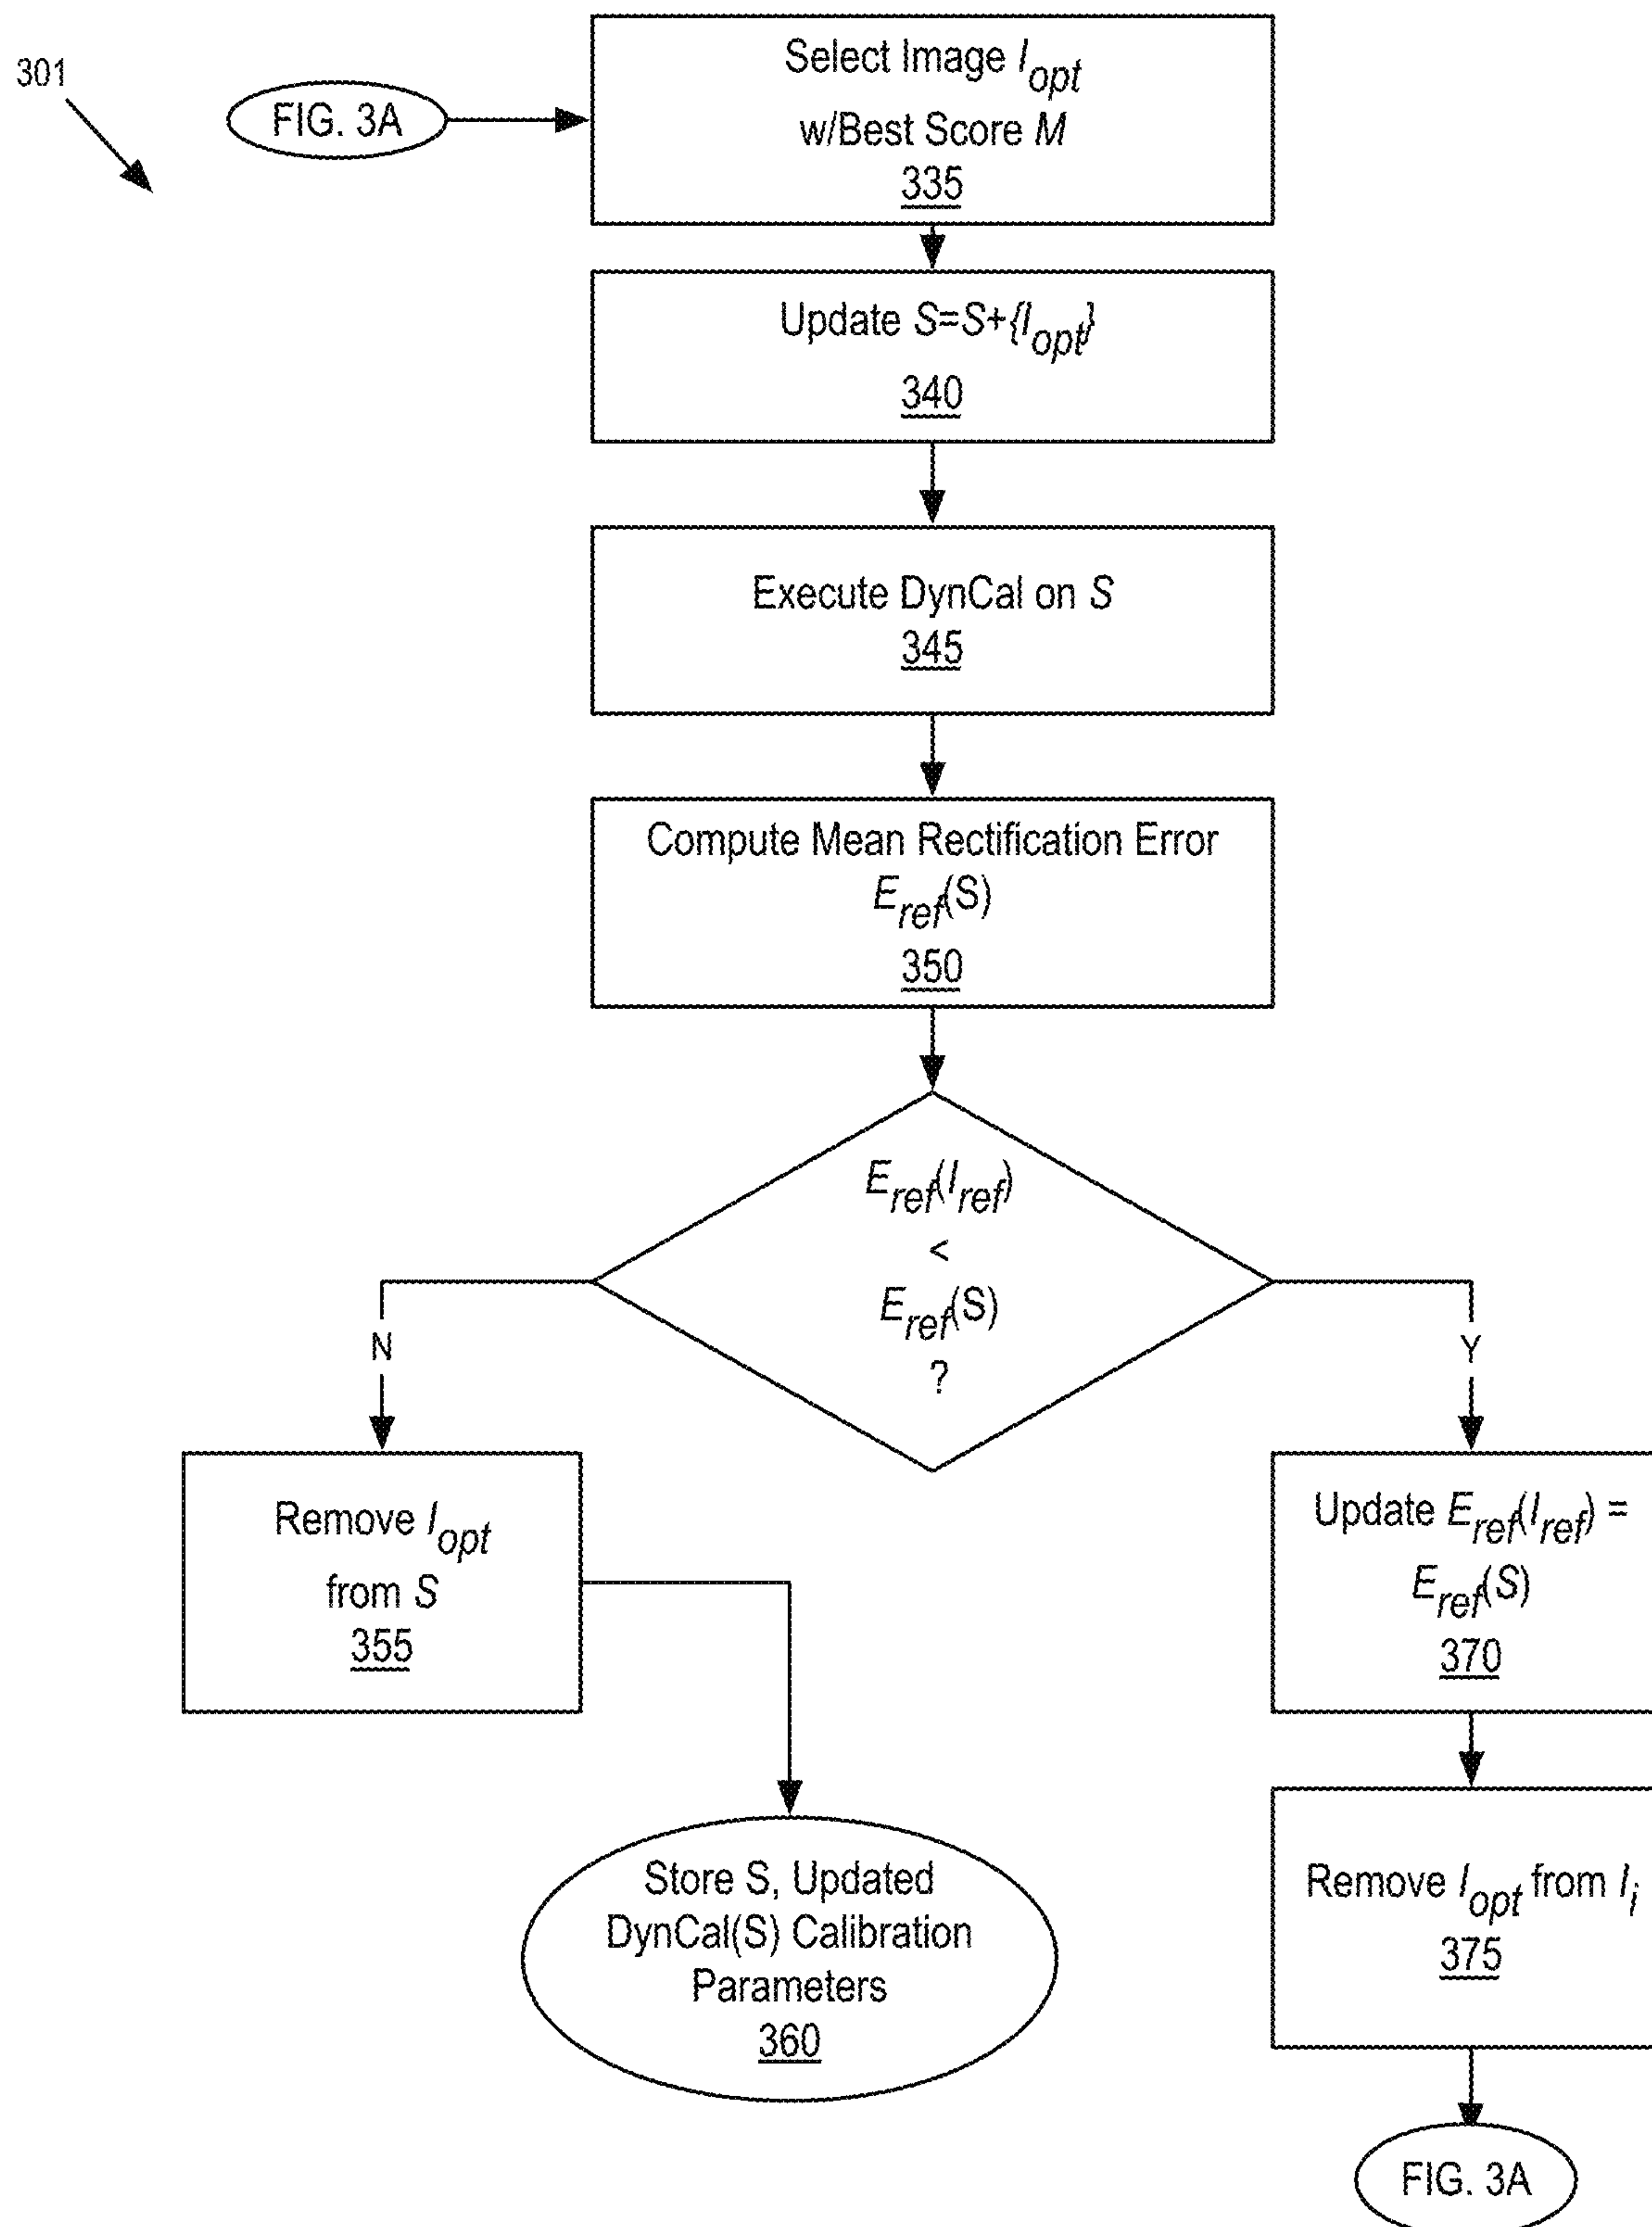 301
FIG. 3A
Select Image I_opt
w/Best Score M
335
Update S=S+{I_opt}
340
Execute DynCal on S
345
Compute Mean Rectification Error
E_ref(S)
350
E_ref(I_ref)
<
E_ref(S)
?
N
Y
Remove I_opt
from S
355
Update E_ref(I_ref) =
E_ref(S)
370
Store S, Updated
DynCal(S) Calibration
Parameters
360
Remove I_opt from I_i
375
FIG. 3A